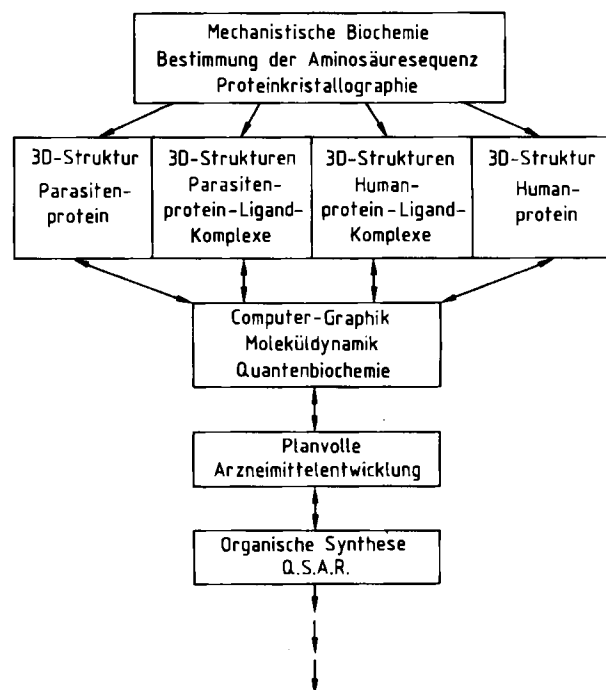 Mechanistische Biochemie
Bestimmung der Aminosäuresequenz
Proteinkristallographie
3D-Struktur
Parasiten-
protein
3D-Strukturen
Parasiten-
protein-Ligand-
Komplexe
3D-Strukturen
Human-
protein-Ligand-
Komplexe
3D-Struktur
Human-
protein
Computer-Graphik
Moleküldynamik
Quantenbiochemie
Planvolle
Arzneimittelentwicklung
Organische Synthese
Q.S.A.R.